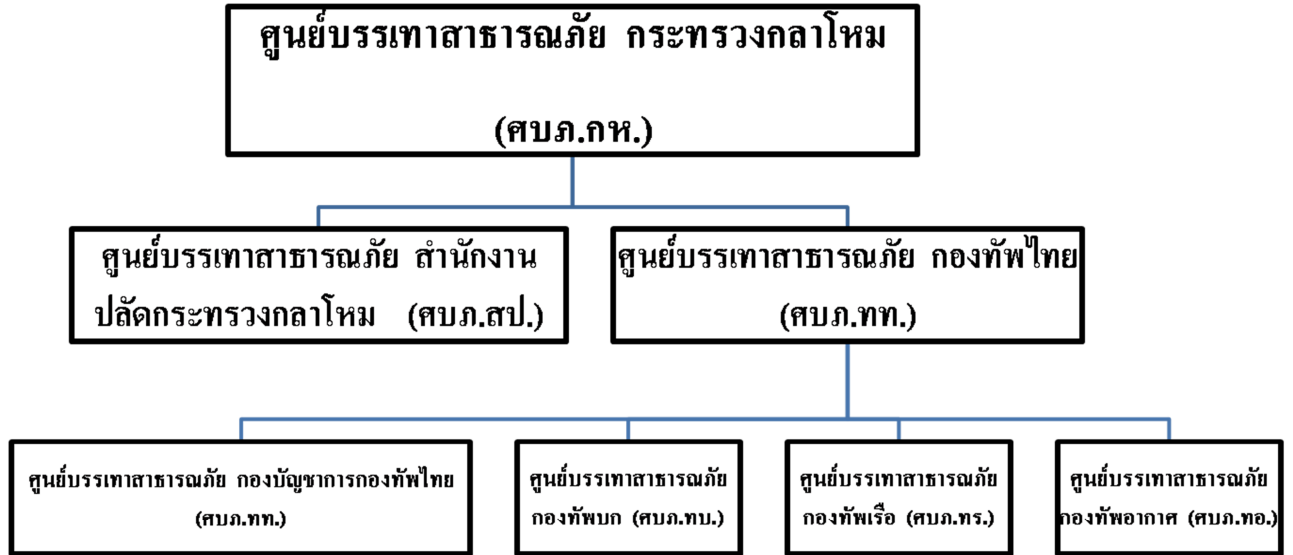 ศูนย์บรรเทาสาธารณภัย กระทรวงกลาโหม
(ศบภ.กห.)
ศูนย์บรรเทาสาธารณภัย สำนักงาน
ปลัดกระทรวงกลาโหม (ศบภ.สป.)
ศูนย์บรรเทาสาธารณภัย กองทัพไทย
(ศบภ.ทท.)
ศูนย์บรรเทาสาธารณภัย กองบัญชาการกองทัพไทย
(ศบภ.ทท.)
ศูนย์บรรเทาสาธารณภัย
กองทัพบก (ศบภ.ทบ.)
ศูนย์บรรเทาสาธารณภัย
กองทัพเรือ (ศบภ.ทร.)
ศูนย์บรรเทาสาธารณภัย
กองทัพอากาศ (ศบภ.ทอ.)